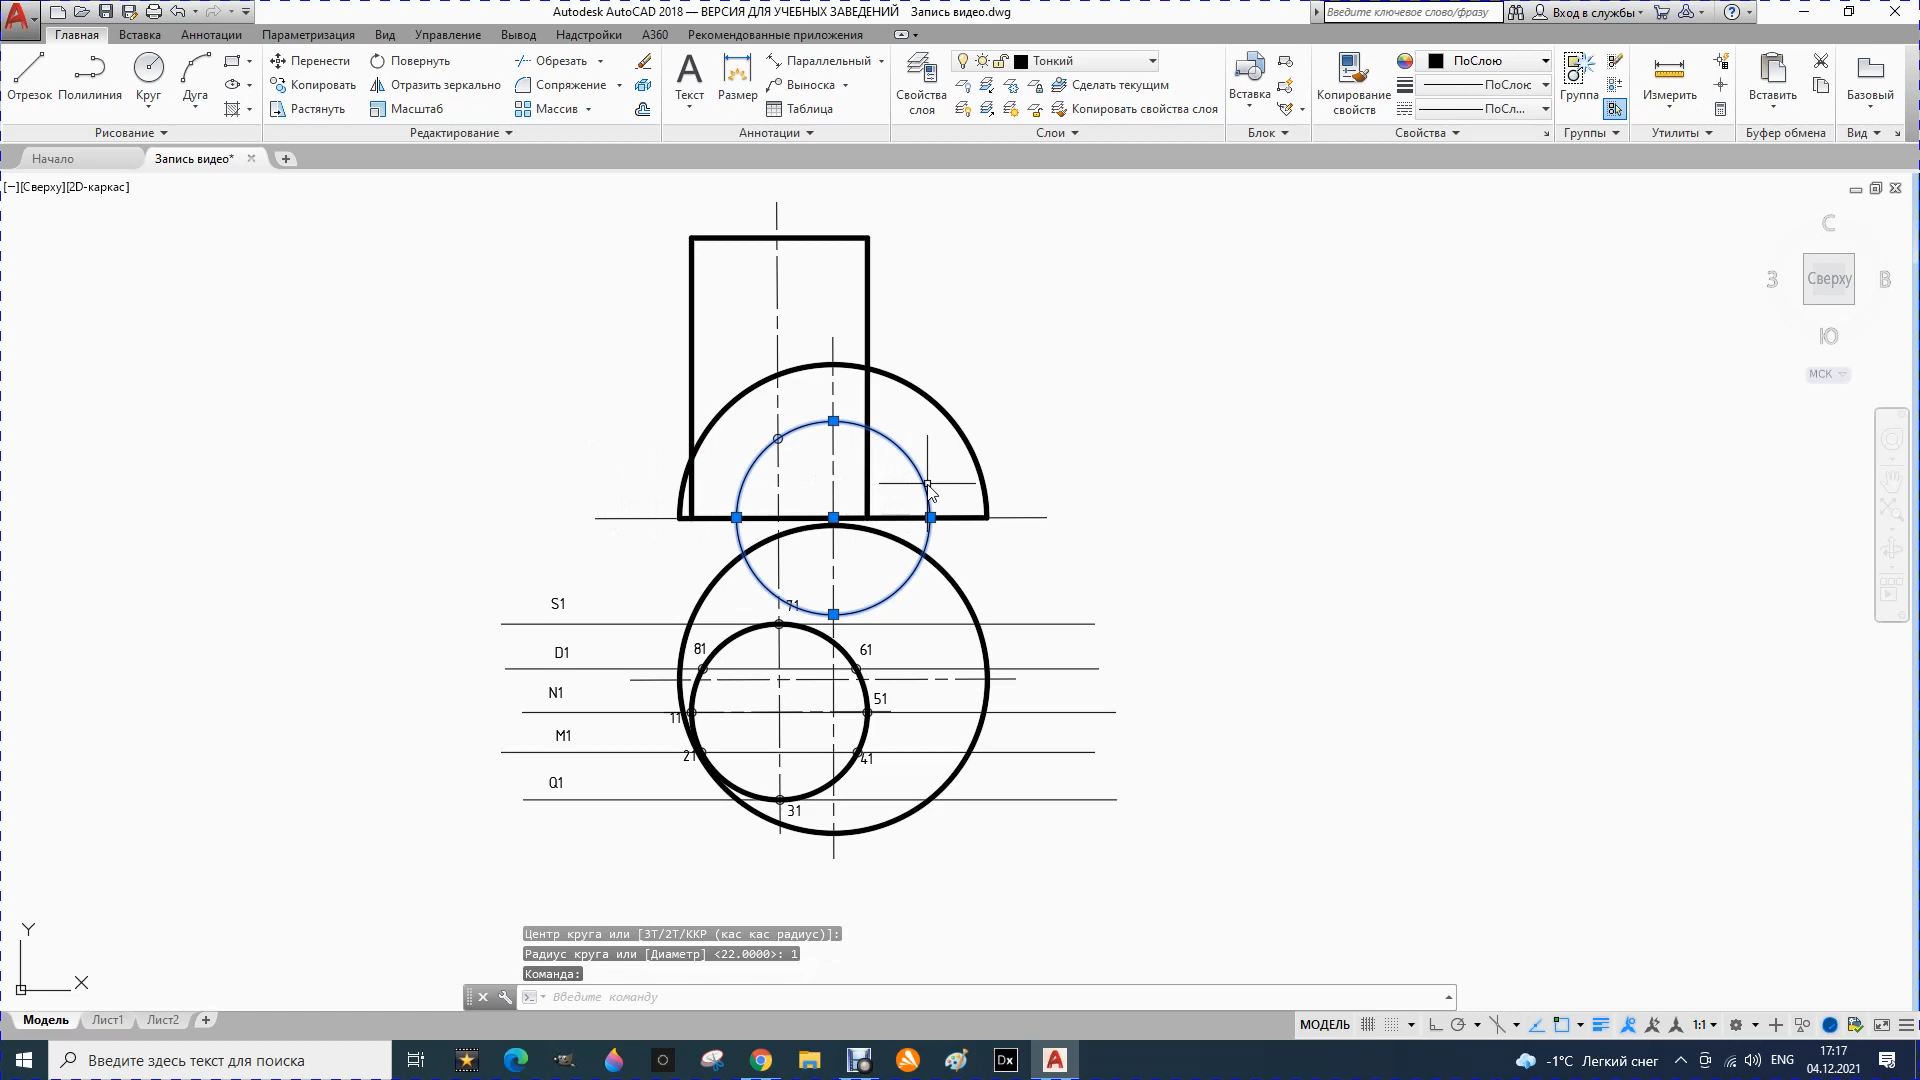 Autodesk AutoCAD 2018 — ВЕРСИЯ ДЛЯ УЧЕБНЫХ ЗАВЕДЕНИЙ Запись видео.dwg
Введите ключевое слово/фразу
Вход в службы
Главная Вставка Аннотации Параметризация Вид Управление Вывод Надстройки A360 Рекомендованные приложения
Отрезок Полилиния Круг Дуга
Перенести Повернуть Обрезать
Копировать Отразить зеркально Сопряжение
Растянуть Масштаб Массив
Текст Размер
Параллельный
Выноска
Таблица
Свойства слоя
Тонкий
Сделать текущим
Копировать свойства слоя
Вставка
Копирование свойств
ПоСлою
ПоСлою
ПоСл...
Группа Измерить Вставить Базовый
Рисование Редактирование Аннотации Слои Блок Свойства Группы Утилиты Буфер обмена Вид
Начало Запись видео*
[−][Сверху][2D-каркас]
С
З Сверху В
Ю
МСК
S1
71
D1
81
61
N1
51
11
M1
21
41
Q1
31
Y
X
Центр круга или [3Т/2Т/ККР (кас кас радиус)]:
Радиус круга или [Диаметр] <22.0000>: 1
Команда:
Введите команду
Модель Лист1 Лист2
МОДЕЛЬ
1:1
Введите здесь текст для поиска
Dx
-1°C Легкий снег
ENG
17:17
04.12.2021